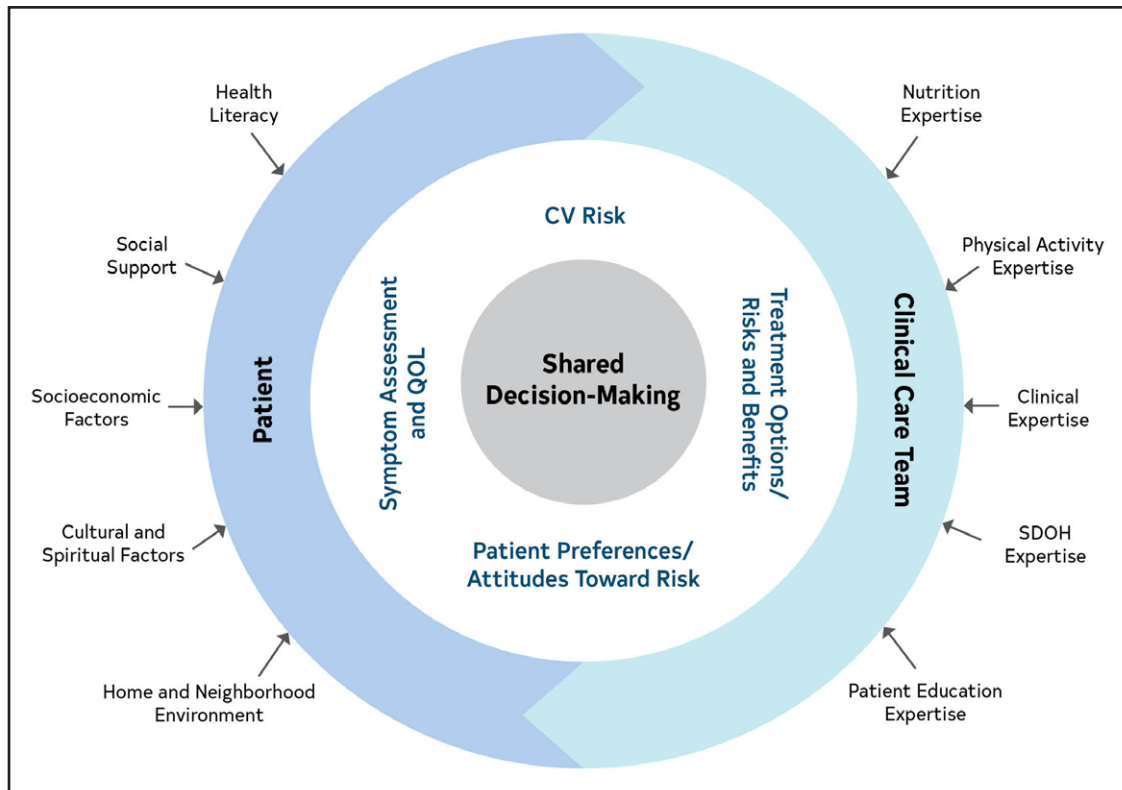 Health
Literacy
Social
Support
Socioeconomic
Factors
Cultural and
Spiritual Factors
Home and Neighborhood
Environment
Patient
CV Risk
Symptom Assessment
and QOL
Shared
Decision-Making
Treatment Options/
Risks and Benefits
Patient Preferences/
Attitudes Toward Risk
Clinical Care Team
Nutrition
Expertise
Physical Activity
Expertise
Clinical
Expertise
SDOH
Expertise
Patient Education
Expertise